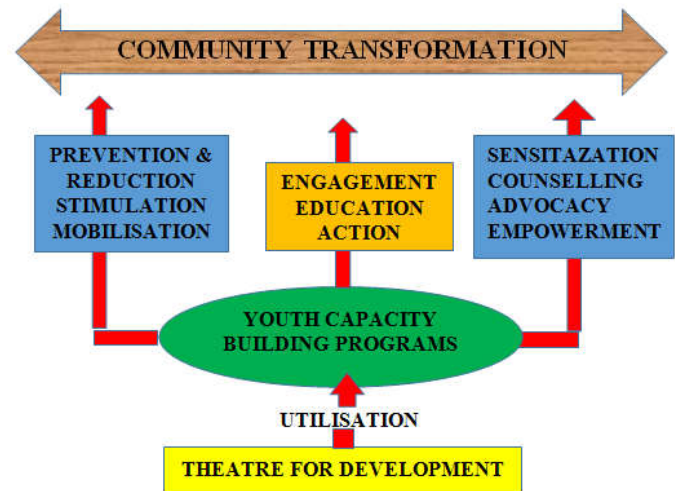 COMMUNITY TRANSFORMATION
PREVENTION &
REDUCTION
STIMULATION
MOBILISATION
ENGAGEMENT
EDUCATION
ACTION
SENSITAZATION
COUNSELLING
ADVOCACY
EMPOWERMENT
YOUTH CAPACITY
BUILDING PROGRAMS
UTILISATION
THEATRE FOR DEVELOPMENT